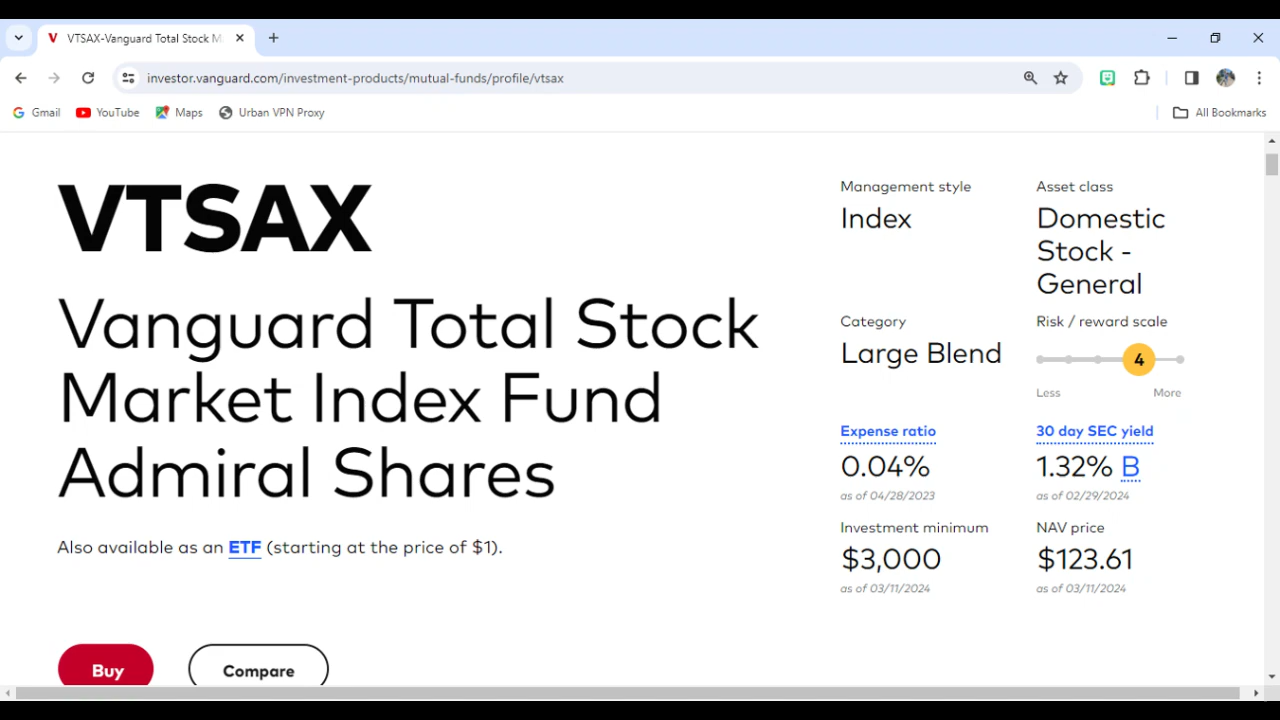 VTSAX-Vanguard Total Stock M
investor.vanguard.com/investment-products/mutual-funds/profile/vtsax
Gmail
YouTube
Maps
Urban VPN Proxy
All Bookmarks
VTSAX
Vanguard Total Stock
Market Index Fund
Admiral Shares
Also available as an ETF (starting at the price of $1).
Buy
Compare
Management style
Index
Asset class
Domestic
Stock -
General
Category
Large Blend
Risk / reward scale
4
Less
More
Expense ratio
0.04%
as of 04/28/2023
30 day SEC yield
1.32% B
as of 02/29/2024
Investment minimum
$3,000
as of 03/11/2024
NAV price
$123.61
as of 03/11/2024